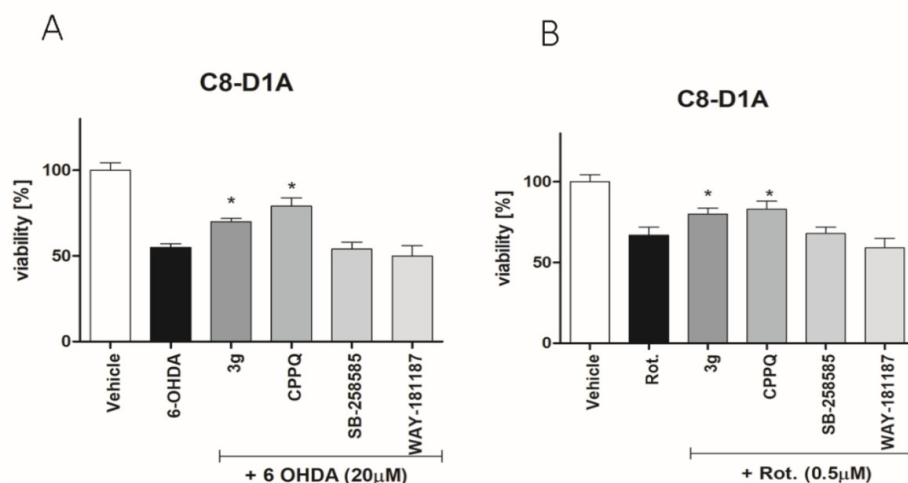 A
C8-D1A
viability [%]
100
50
0
Vehicle
6-OHDA
3g
CPPQ
SB-258585
WAY-181187
* *
+ 6 OHDA (20μM)
B
C8-D1A
viability [%]
100
50
0
Vehicle
Rot.
3g
CPPQ
SB-258585
WAY-181187
* *
+ Rot. (0.5μM)